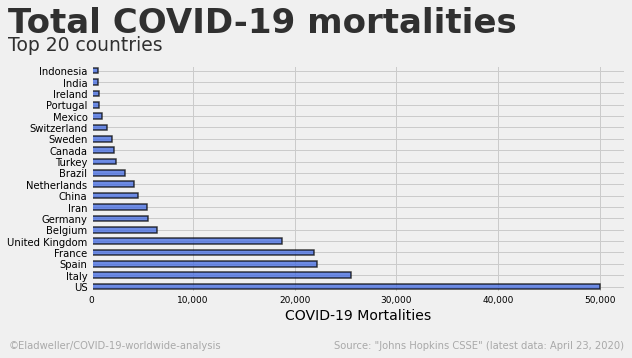 Total COVID-19 mortalities
Top 20 countries
Indonesia
India
Ireland
Portugal
Mexico
Switzerland
Sweden
Canada
Turkey
Brazil
Netherlands
China
Iran
Germany
Belgium
United Kingdom
France
Spain
Italy
US
0 10,000 20,000 30,000 40,000 50,000
COVID-19 Mortalities
©Eladweller/COVID-19-worldwide-analysis Source: "Johns Hopkins CSSE" (latest data: April 23, 2020)